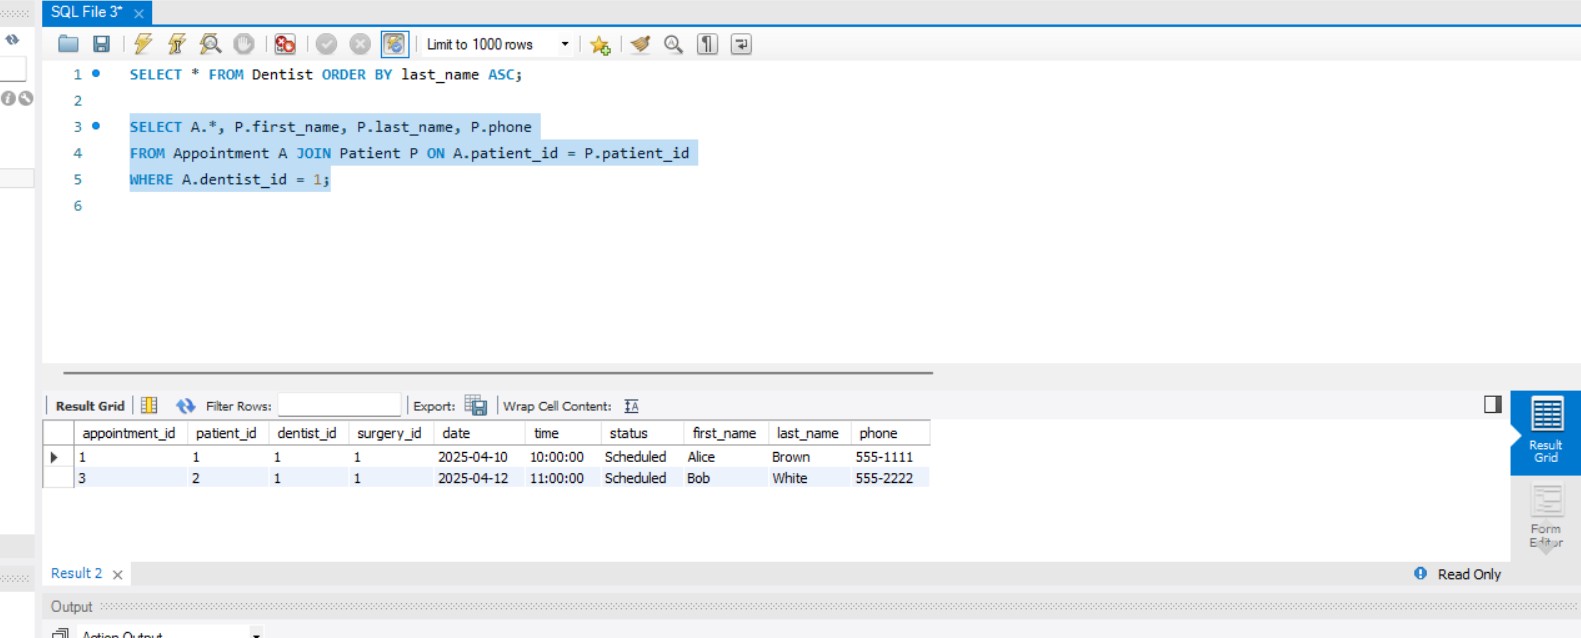 SQL File 3*
Limit to 1000 rows
1 SELECT * FROM Dentist ORDER BY last_name ASC;
2
3 SELECT A.*, P.first_name, P.last_name, P.phone
4 FROM Appointment A JOIN Patient P ON A.patient_id = P.patient_id
5 WHERE A.dentist_id = 1;
6
Result Grid Filter Rows: Export: Wrap Cell Content:
appointment_id patient_id dentist_id surgery_id date time status first_name last_name phone
1 1 1 1 2025-04-10 10:00:00 Scheduled Alice Brown 555-1111
3 2 1 1 2025-04-12 11:00:00 Scheduled Bob White 555-2222
Result
Grid
Form
Editor
Result 2
Read Only
Output
Action Output